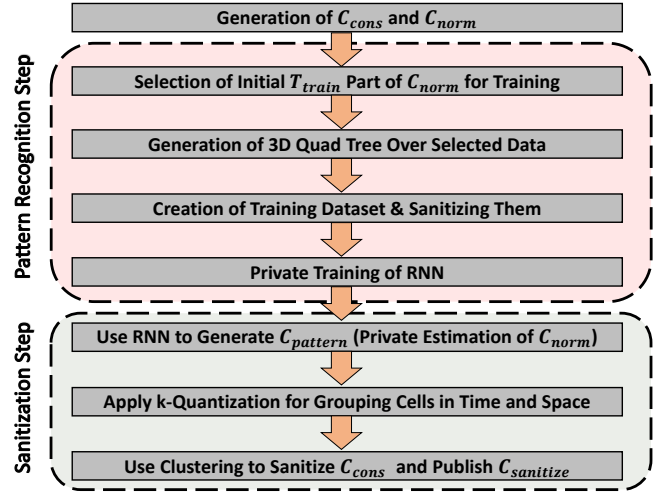 Generation of C_cons and C_norm
Pattern Recognition Step
Selection of Initial T_train Part of C_norm for Training
Generation of 3D Quad Tree Over Selected Data
Creation of Training Dataset & Sanitizing Them
Private Training of RNN
Sanitization Step
Use RNN to Generate C_pattern (Private Estimation of C_norm)
Apply k-Quantization for Grouping Cells in Time and Space
Use Clustering to Sanitize C_cons and Publish C_sanitize